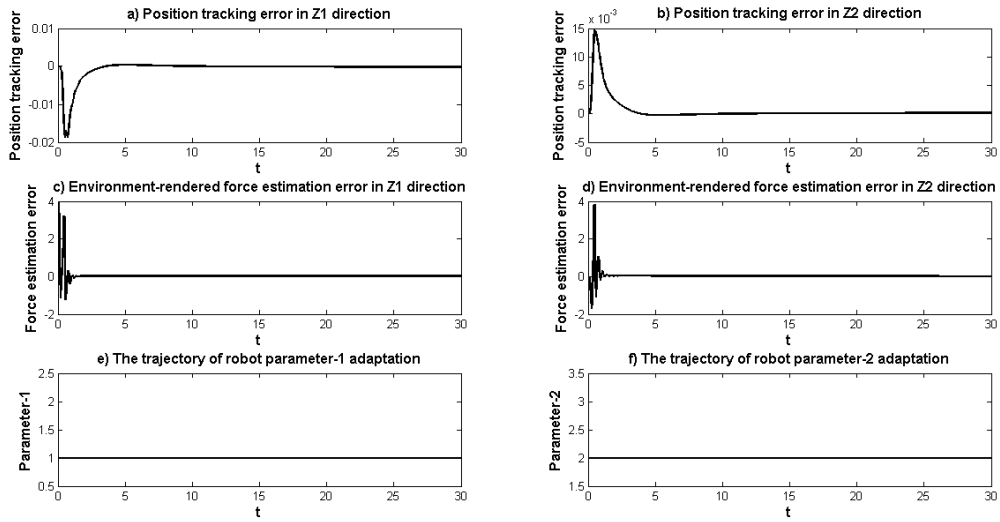 a) Position tracking error in Z1 direction
0.01
0
-0.01
-0.02
Position tracking error
0 5 10 15 20 25 30
t
b) Position tracking error in Z2 direction
x 10^-3
15
10
5
0
-5
Position tracking error
0 5 10 15 20 25 30
t
c) Environment-rendered force estimation error in Z1 direction
4
2
0
-2
Force estimation error
0 5 10 15 20 25 30
t
d) Environment-rendered force estimation error in Z2 direction
4
2
0
-2
Force estimation error
0 5 10 15 20 25 30
t
e) The trajectory of robot parameter-1 adaptation
2.5
2
1.5
1
0.5
Parameter-1
0 5 10 15 20 25 30
t
f) The trajectory of robot parameter-2 adaptation
3.5
3
2.5
2
1.5
Parameter-2
0 5 10 15 20 25 30
t